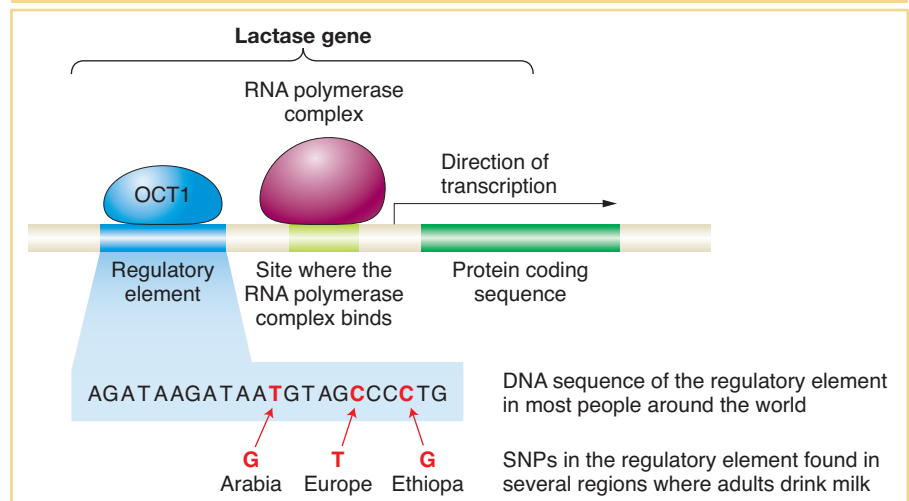 Lactase gene
RNA polymerase
complex
Direction of
transcription
OCT1
Regulatory
element
Site where the
RNA polymerase
complex binds
Protein coding
sequence
AGATAAGATAATGTAGCCCCTG
DNA sequence of the regulatory element
in most people around the world
G T G
Arabia Europe Ethiopa
SNPs in the regulatory element found in
several regions where adults drink milk